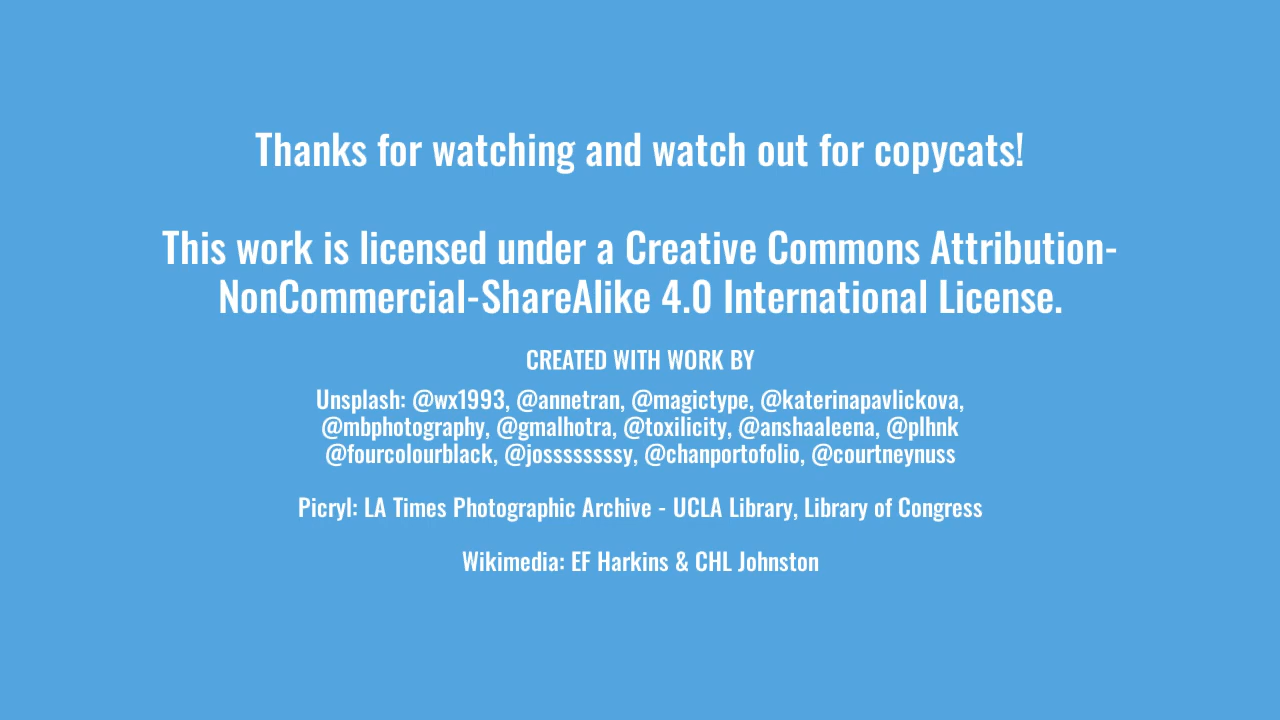 Thanks for watching and watch out for copycats!
This work is licensed under a Creative Commons Attribution-
NonCommercial-ShareAlike 4.0 International License.
CREATED WITH WORK BY
Unsplash: @wx1993, @annetran, @magictype, @katerinapavlickova,
@mbphotography, @gmalhotra, @toxilicity, @anshaaleena, @plhnk
@fourcolourblack, @jossssssssy, @chanportofolio, @courtneynuss
Picryl: LA Times Photographic Archive - UCLA Library, Library of Congress
Wikimedia: EF Harkins & CHL Johnston